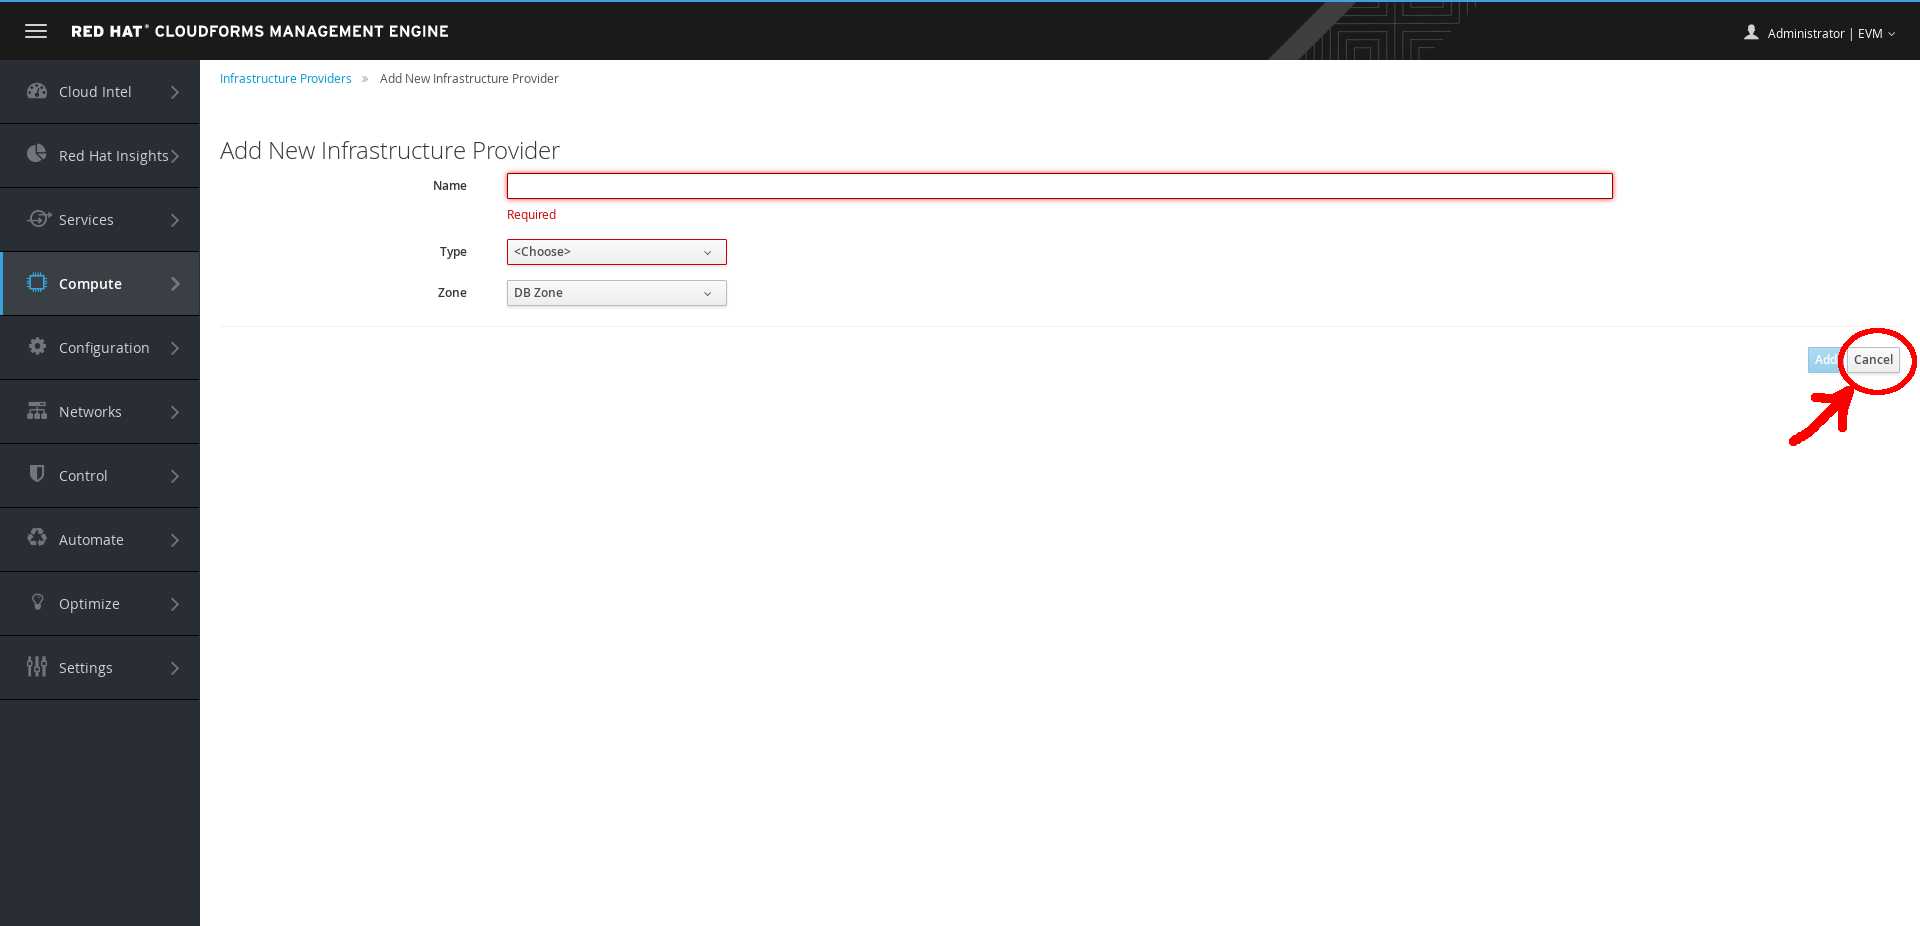 RED HAT® CLOUDFORMS MANAGEMENT ENGINE
Administrator | EVM
Cloud Intel
Red Hat Insights
Services
Compute
Configuration
Networks
Control
Automate
Optimize
Settings
Infrastructure Providers » Add New Infrastructure Provider
Add New Infrastructure Provider
Name
Required
Type <Choose>
Zone DB Zone
Add Cancel